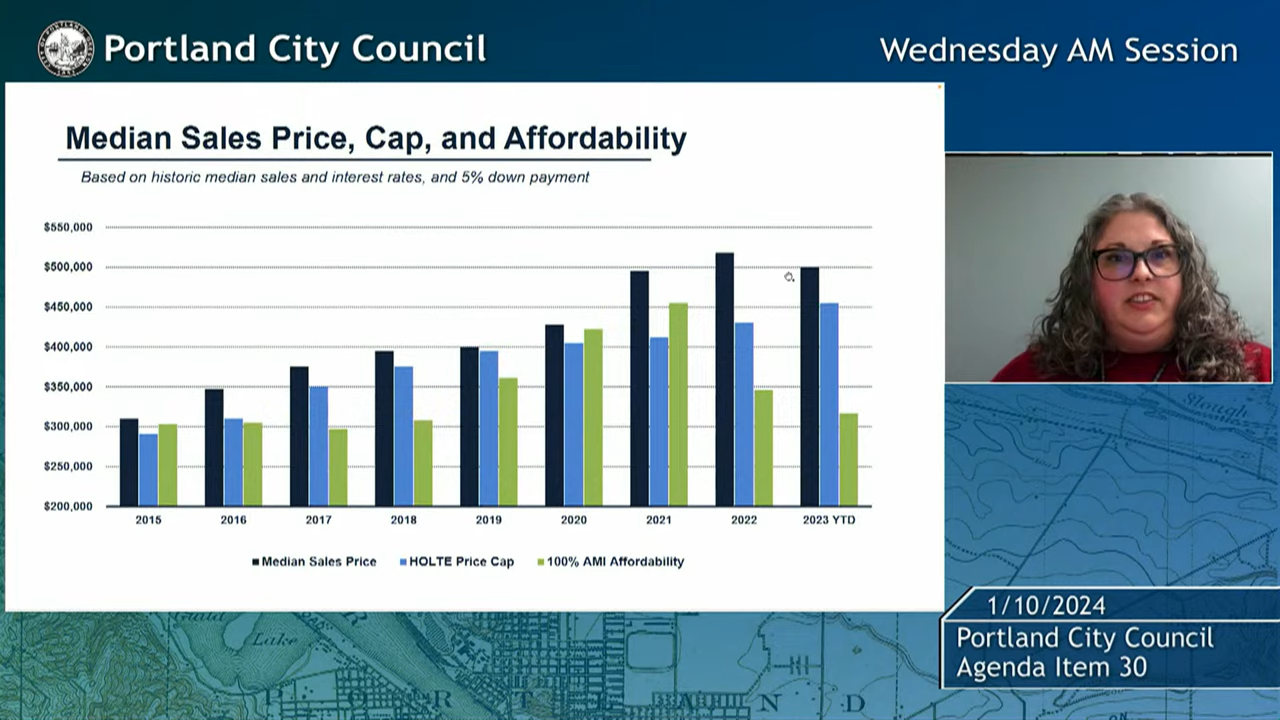 Portland City Council
Wednesday AM Session
Median Sales Price, Cap, and Affordability
Based on historic median sales and interest rates, and 5% down payment
$550,000
$500,000
$450,000
$400,000
$350,000
$300,000
$250,000
$200,000
2015 2016 2017 2018 2019 2020 2021 2022 2023 YTD
Median Sales Price HOLTE Price Cap 100% AMI Affordability
Slough
1/10/2024
Portland City Council
Agenda Item 30
Guild
Lake
P O R T L A N D